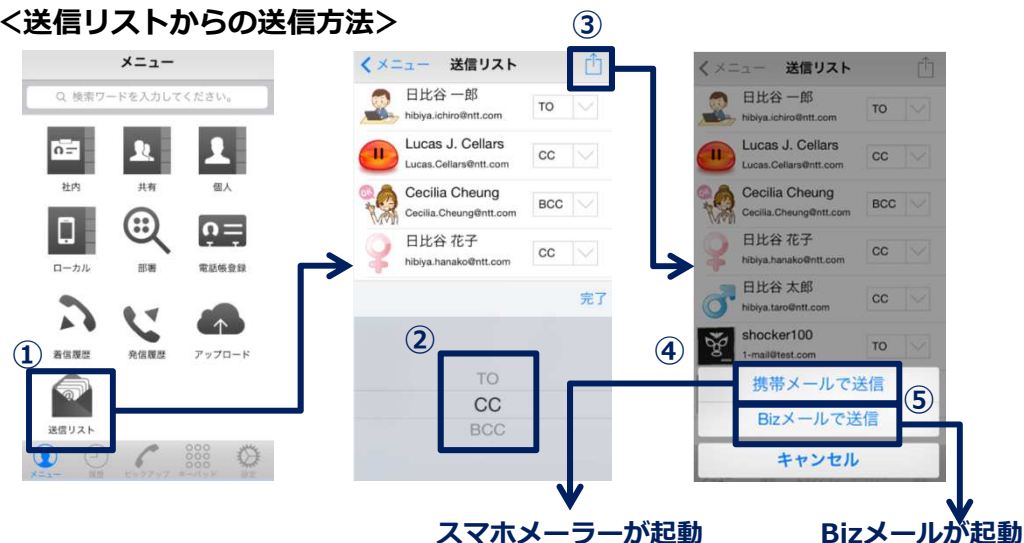 ＜送信リストからの送信方法＞
メニュー
検索ワードを入力してください。
社内
共有
個人
ローカル
部署
電話帳登録
①
着信履歴
発信履歴
アップロード
送信リスト
メニュー
履歴
ピックアップ
キーパッド
設定
③
メニュー
送信リスト
日比谷 一郎
hibiya.ichiro@ntt.com
TO
Lucas J. Cellars
Lucas.Cellars@ntt.com
CC
OK
Cecilia Cheung
Cecilia.Cheung@ntt.com
BCC
日比谷 花子
hibiya.hanako@ntt.com
CC
完了
②
TO
CC
BCC
メニュー
送信リスト
日比谷 一郎
hibiya.ichiro@ntt.com
TO
Lucas J. Cellars
Lucas.Cellars@ntt.com
CC
OK
Cecilia Cheung
Cecilia.Cheung@ntt.com
BCC
日比谷 花子
hibiya.hanako@ntt.com
CC
日比谷 太郎
hibiya.taro@ntt.com
CC
shocker100
1-mail@test.com
TO
④
携帯メールで送信
⑤
Bizメールで送信
キャンセル
スマホメーラーが起動
Bizメールが起動